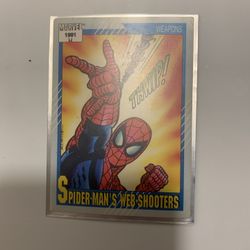 MARVEL
1991
WEAPONS
THWIP!
SPIDER-MAN'S WEB-SHOOTERS